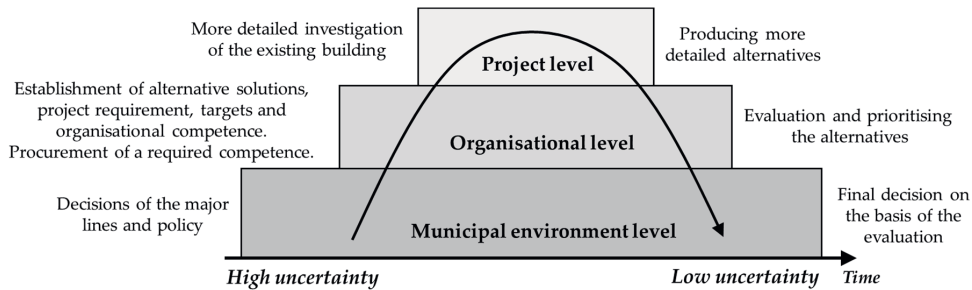 More detailed investigation
of the existing building
Project level
Producing more
detailed alternatives
Establishment of alternative solutions,
project requirement, targets and
organisational competence.
Procurement of a required competence.
Organisational level
Evaluation and prioritising
the alternatives
Decisions of the major
lines and policy
Municipal environment level
Final decision on
the basis of the
evaluation
High uncertainty
Low uncertainty
Time